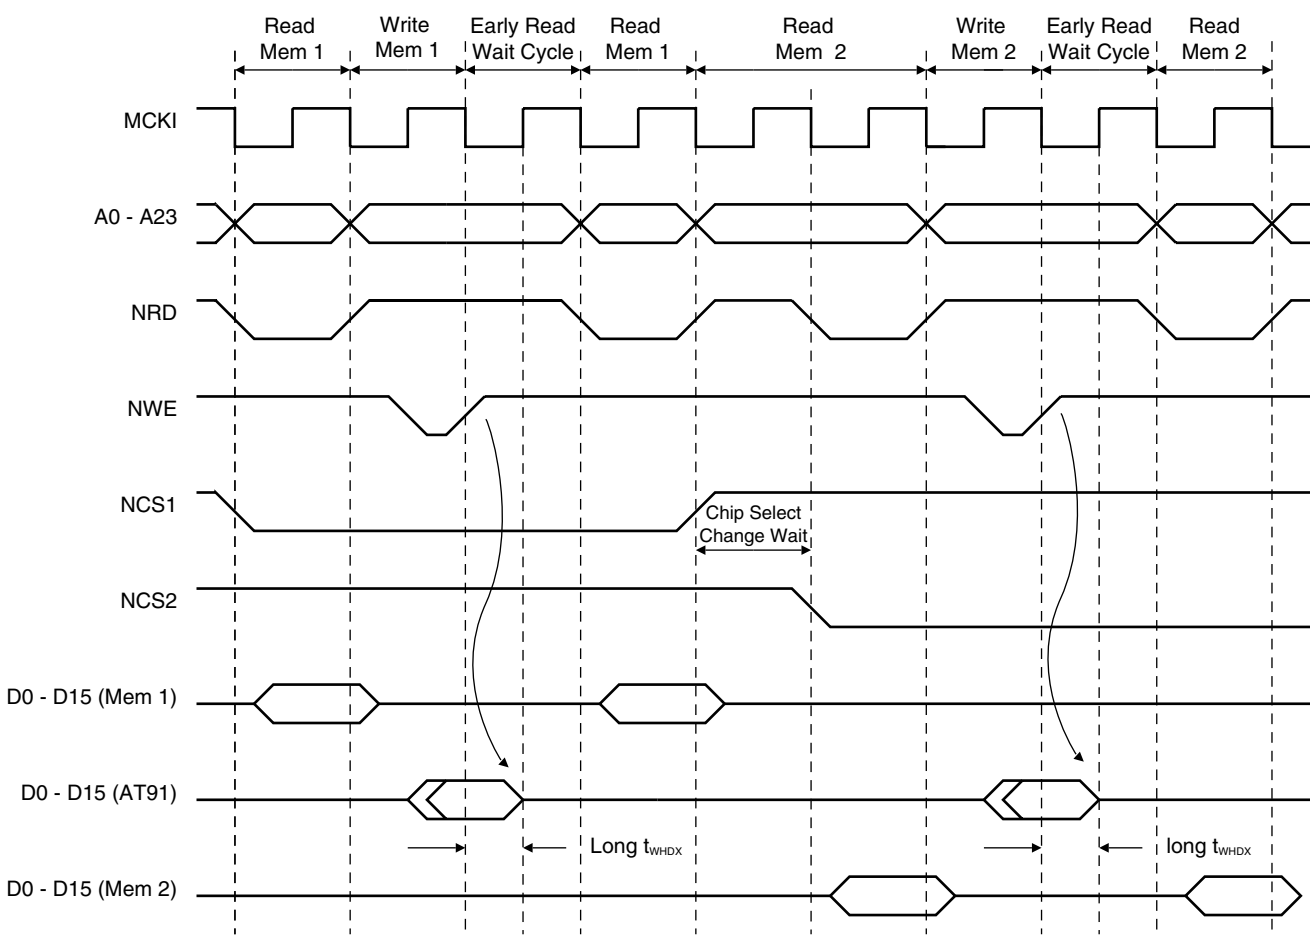 Read
Mem 1
Write
Mem 1
Early Read
Wait Cycle
Read
Mem 1
Read
Mem 2
Write
Mem 2
Early Read
Wait Cycle
Read
Mem 2
MCKI
A0 - A23
NRD
NWE
NCS1
Chip Select
Change Wait
NCS2
D0 - D15 (Mem 1)
D0 - D15 (AT91)
Long tWHDX
long tWHDX
D0 - D15 (Mem 2)